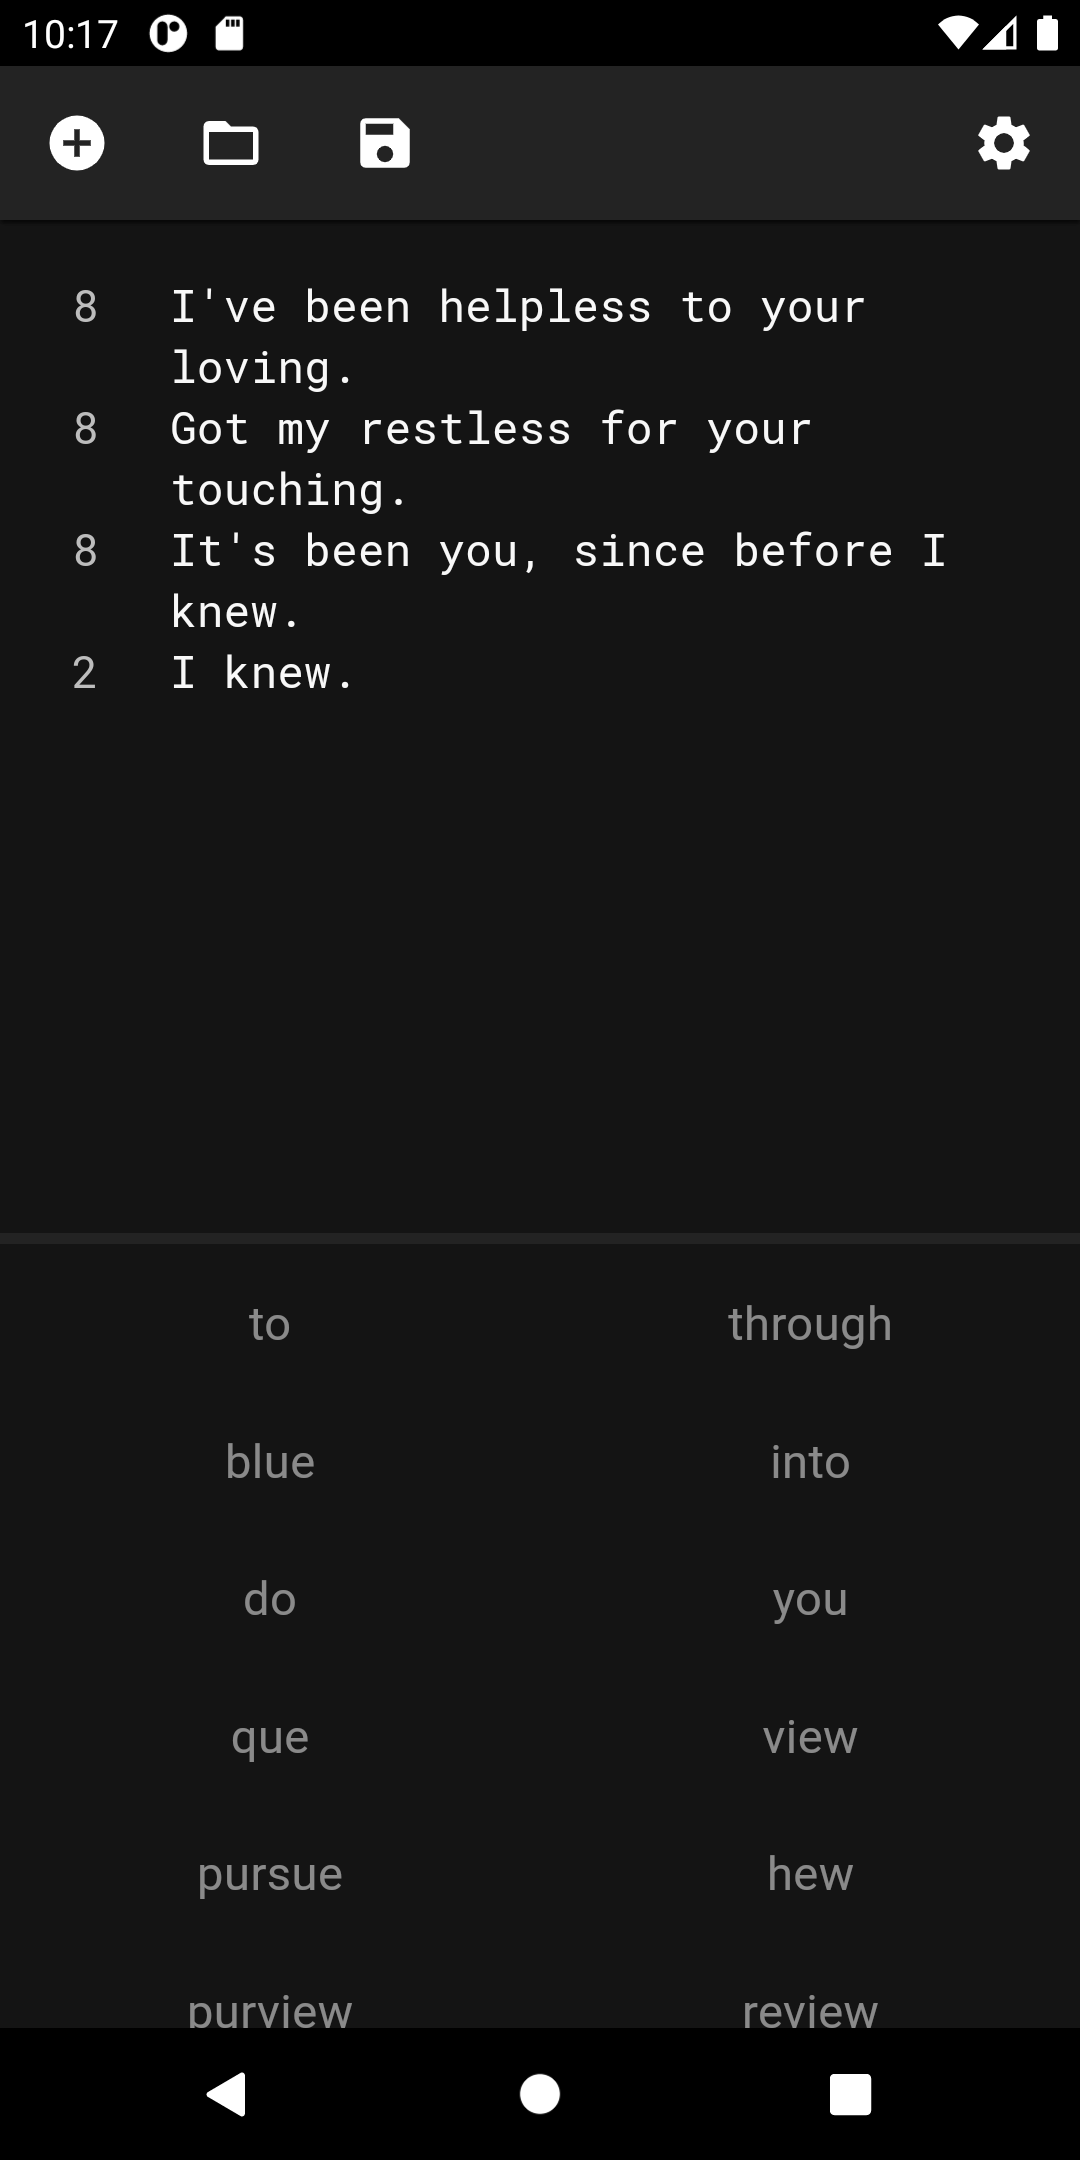 10:17
8 I've been helpless to your
loving.
8 Got my restless for your
touching.
8 It's been you, since before I
knew.
2 I knew.
to through
blue into
do you
que view
pursue hew
purview review